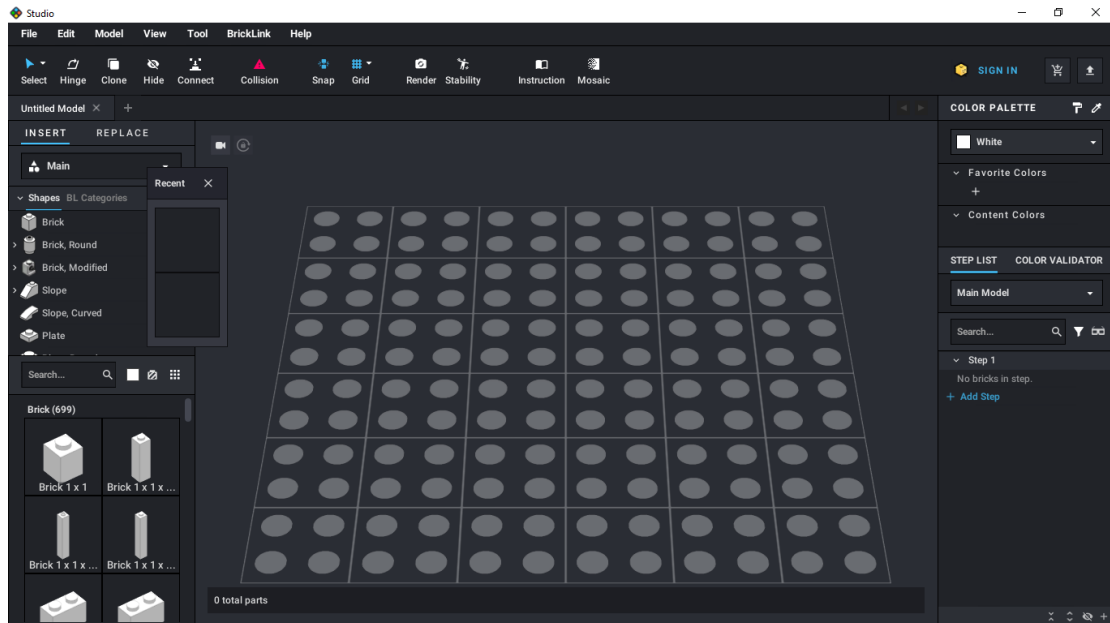 Studio
File Edit Model View Tool BrickLink Help
Select Hinge Clone Hide Connect Collision Snap Grid Render Stability Instruction Mosaic
SIGN IN
Untitled Model
COLOR PALETTE
INSERT REPLACE
White
Main
Recent
Favorite Colors
Shapes BL Categories
Content Colors
Brick
Brick, Round
Brick, Modified
Slope
Slope, Curved
Plate
STEP LIST COLOR VALIDATOR
Main Model
Search...
Step 1
No bricks in step.
+ Add Step
Search...
Brick (699)
Brick 1 x 1 Brick 1 x 1 x ...
Brick 1 x 1 x ... Brick 1 x 1 x ...
0 total parts